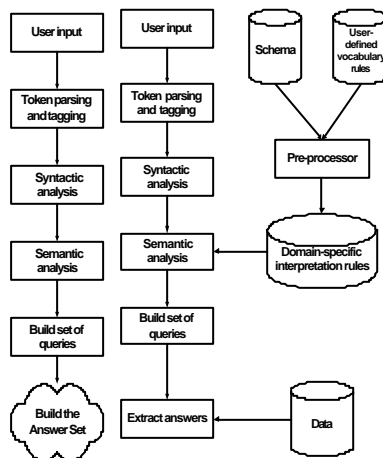 User input
Token parsing
and tagging
Syntactic
analysis
Semantic
analysis
Build set of
queries
Build the
Answer Set
User input
Token parsing
and tagging
Syntactic
analysis
Semantic
analysis
Build set of
queries
Extract answers
Schema
User-
defined
vocabulary
rules
Pre-processor
Domain-specific
interpretation rules
Data